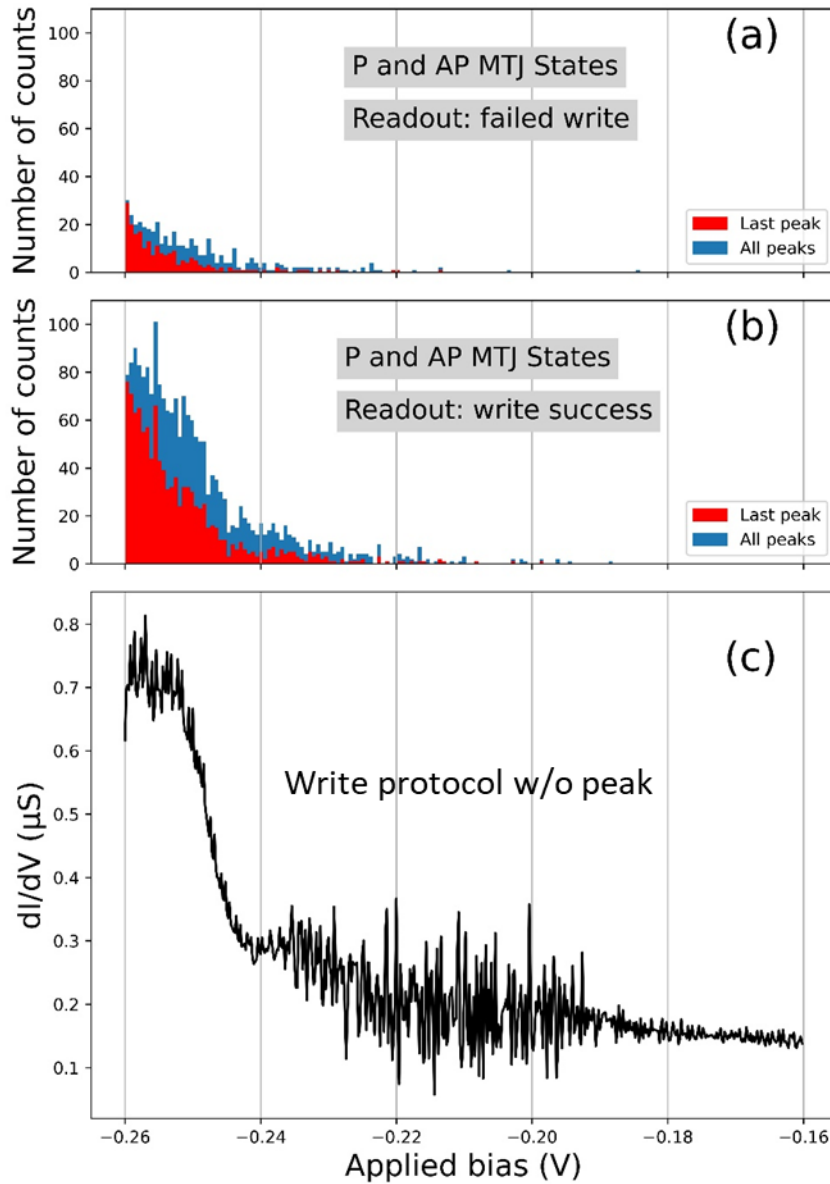 (a)
P and AP MTJ States
Readout: failed write
Number of counts
100
80
60
40
20
0
Last peak
All peaks
(b)
P and AP MTJ States
Readout: write success
Number of counts
100
80
60
40
20
0
Last peak
All peaks
(c)
Write protocol w/o peak
dI/dV (µS)
0.8
0.7
0.6
0.5
0.4
0.3
0.2
0.1
−0.26 −0.24 −0.22 −0.20 −0.18 −0.16
Applied bias (V)